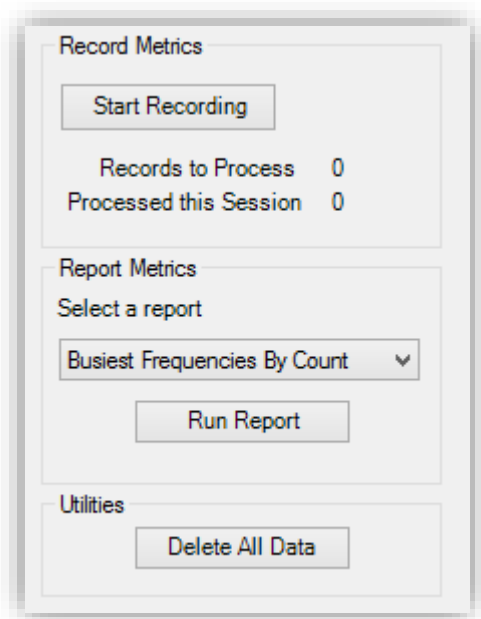 Record Metrics
Start Recording
Records to Process 0
Processed this Session 0
Report Metrics
Select a report
Busiest Frequencies By Count
Run Report
Utilities
Delete All Data